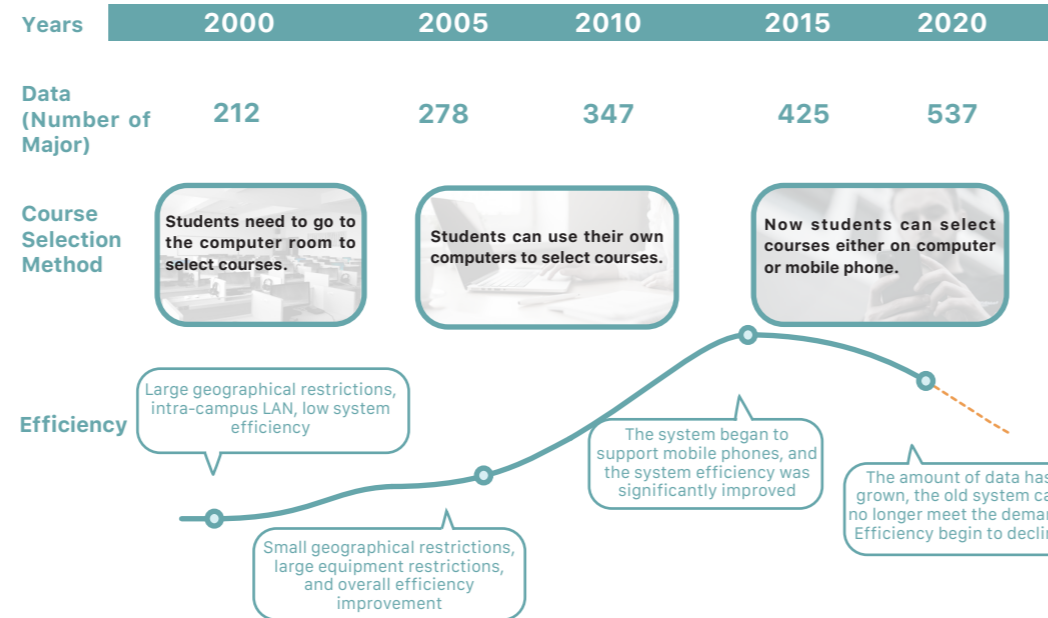 Years 2000 2005 2010 2015 2020
Data
(Number of
Major)
212 278 347 425 537
Course
Selection
Method
Students need to go to
the computer room to
select courses.
Students can use their own
computers to select courses.
Now students can select
courses either on computer
or mobile phone.
Efficiency
Large geographical restrictions,
intra-campus LAN, low system
efficiency
Small geographical restrictions,
large equipment restrictions,
and overall efficiency
improvement
The system began to
support mobile phones, and
the system efficiency was
significantly improved
The amount of data has
grown, the old system
no longer meet the
Efficiency begin to